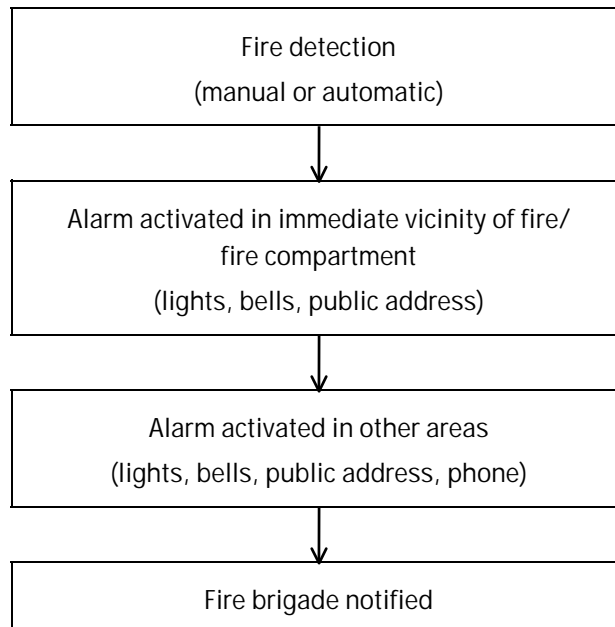 Fire detection
(manual or automatic)
Alarm activated in immediate vicinity of fire/
fire compartment
(lights, bells, public address)
Alarm activated in other areas
(lights, bells, public address, phone)
Fire brigade notified